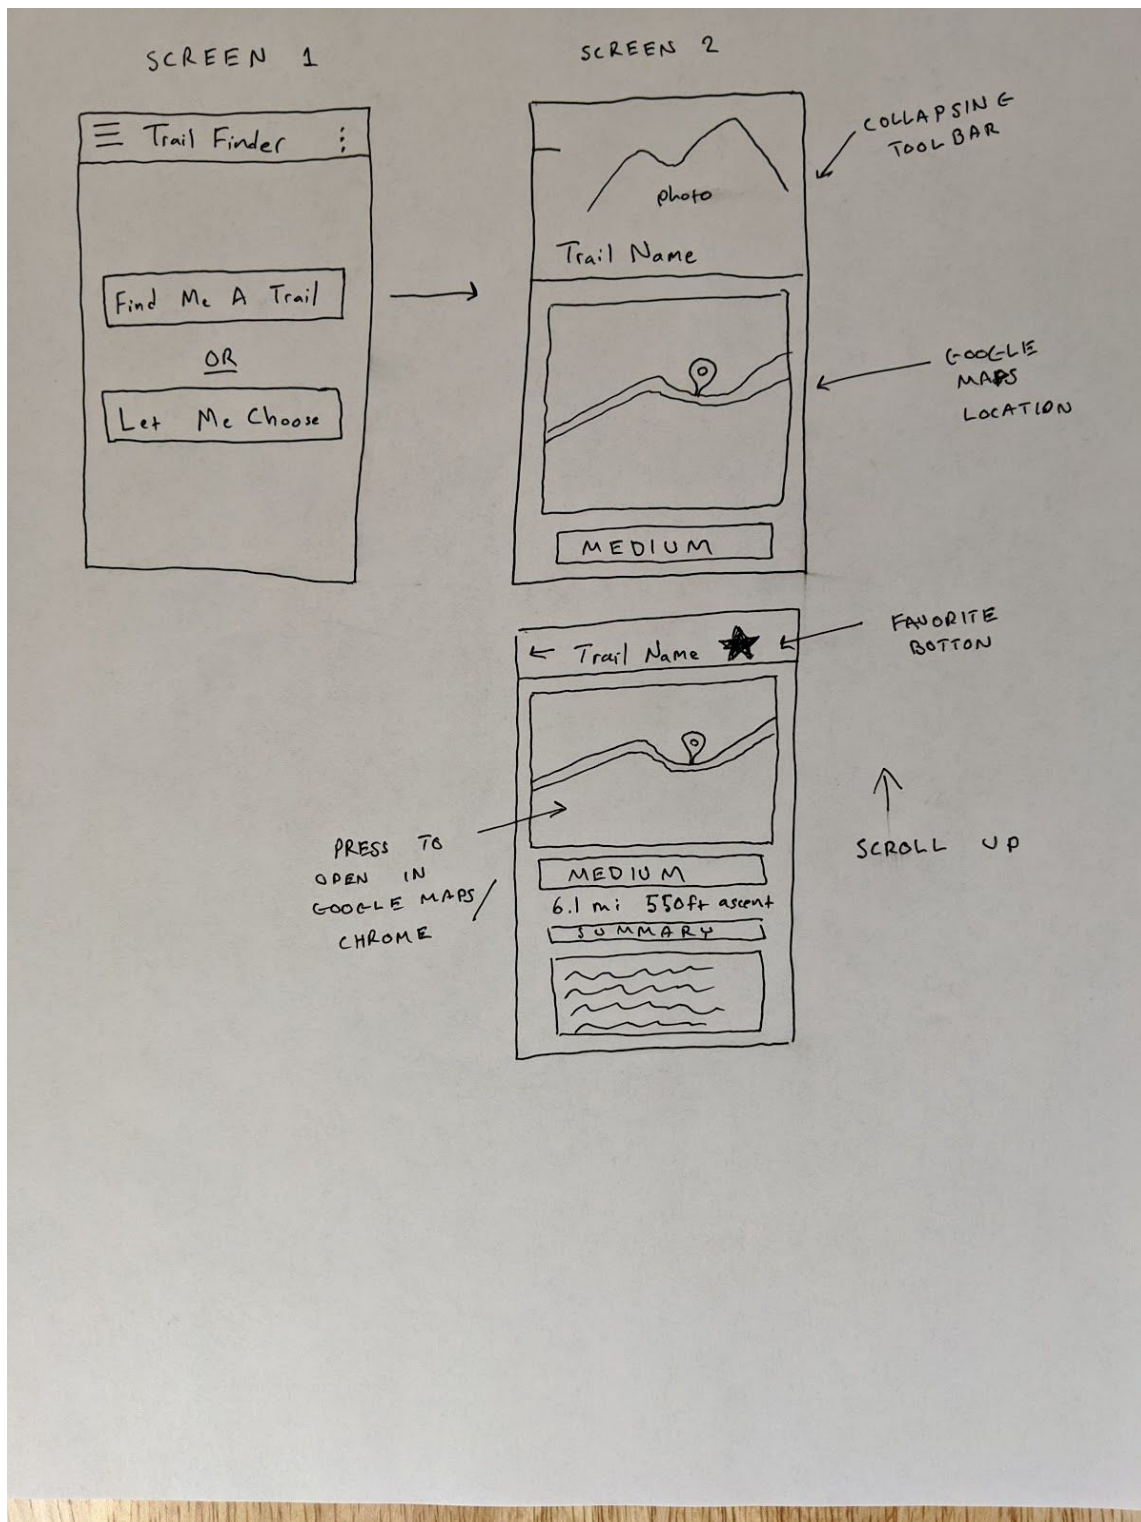 SCREEN 1
Trail Finder
Find Me A Trail
OR
Let Me Choose
SCREEN 2
photo
Trail Name
COLLAPSING
TOOLBAR
GOOGLE
MAPS
LOCATION
MEDIUM
Trail Name
FAVORITE
BOTTON
PRESS TO
OPEN IN
GOOGLE MAPS/
CHROME
SCROLL UP
MEDIUM
6.1 mi 550ft ascent
SUMMARY